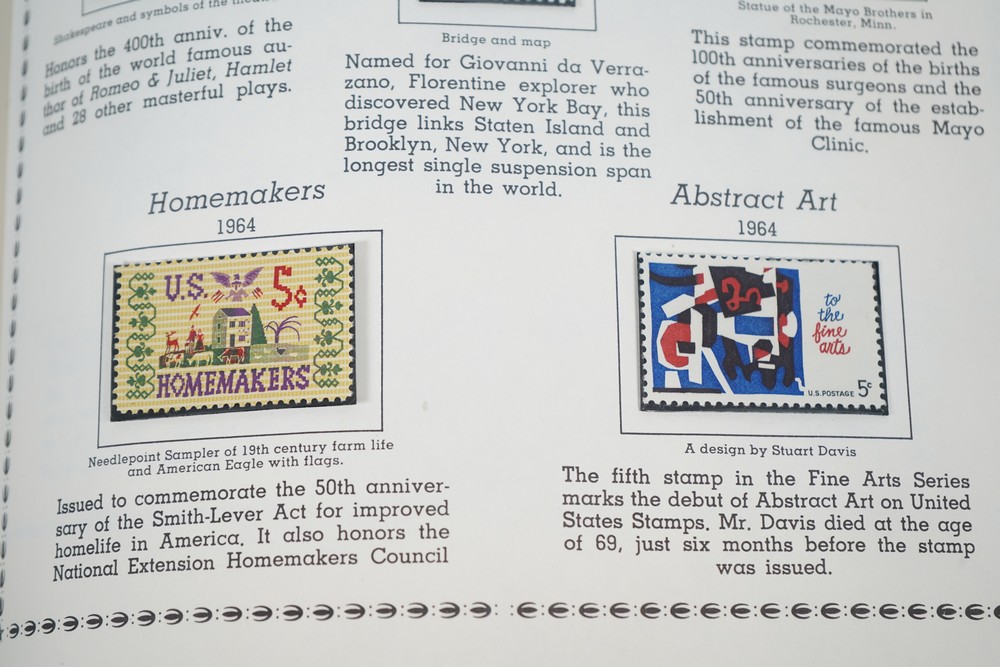 Shakespeare and symbols of the
Honors the 400th anniv. of the
birth of the world famous au-
thor of Romeo & Juliet, Hamlet
and 28 other masterful plays.
Bridge and map
Named for Giovanni da Verra-
zano, Florentine explorer who
discovered New York Bay, this
bridge links Staten Island and
Brooklyn, New York, and is the
longest single suspension span
in the world.
Statue of the Mayo Brothers in
Rochester, Minn.
This stamp commemorated the
100th anniversaries of the births
of the famous surgeons and the
50th anniversary of the estab-
lishment of the famous Mayo
Clinic.
Homemakers
1964
U.S. 5¢
HOMEMAKERS
Needlepoint Sampler of 19th century farm life
and American Eagle with flags.
Issued to commemorate the 50th anniver-
sary of the Smith-Lever Act for improved
homelife in America. It also honors the
National Extension Homemakers Council
Abstract Art
1964
to
the
fine
arts
U.S. POSTAGE 5¢
A design by Stuart Davis
The fifth stamp in the Fine Arts Series
marks the debut of Abstract Art on United
States Stamps. Mr. Davis died at the age
of 69, just six months before the stamp
was issued.